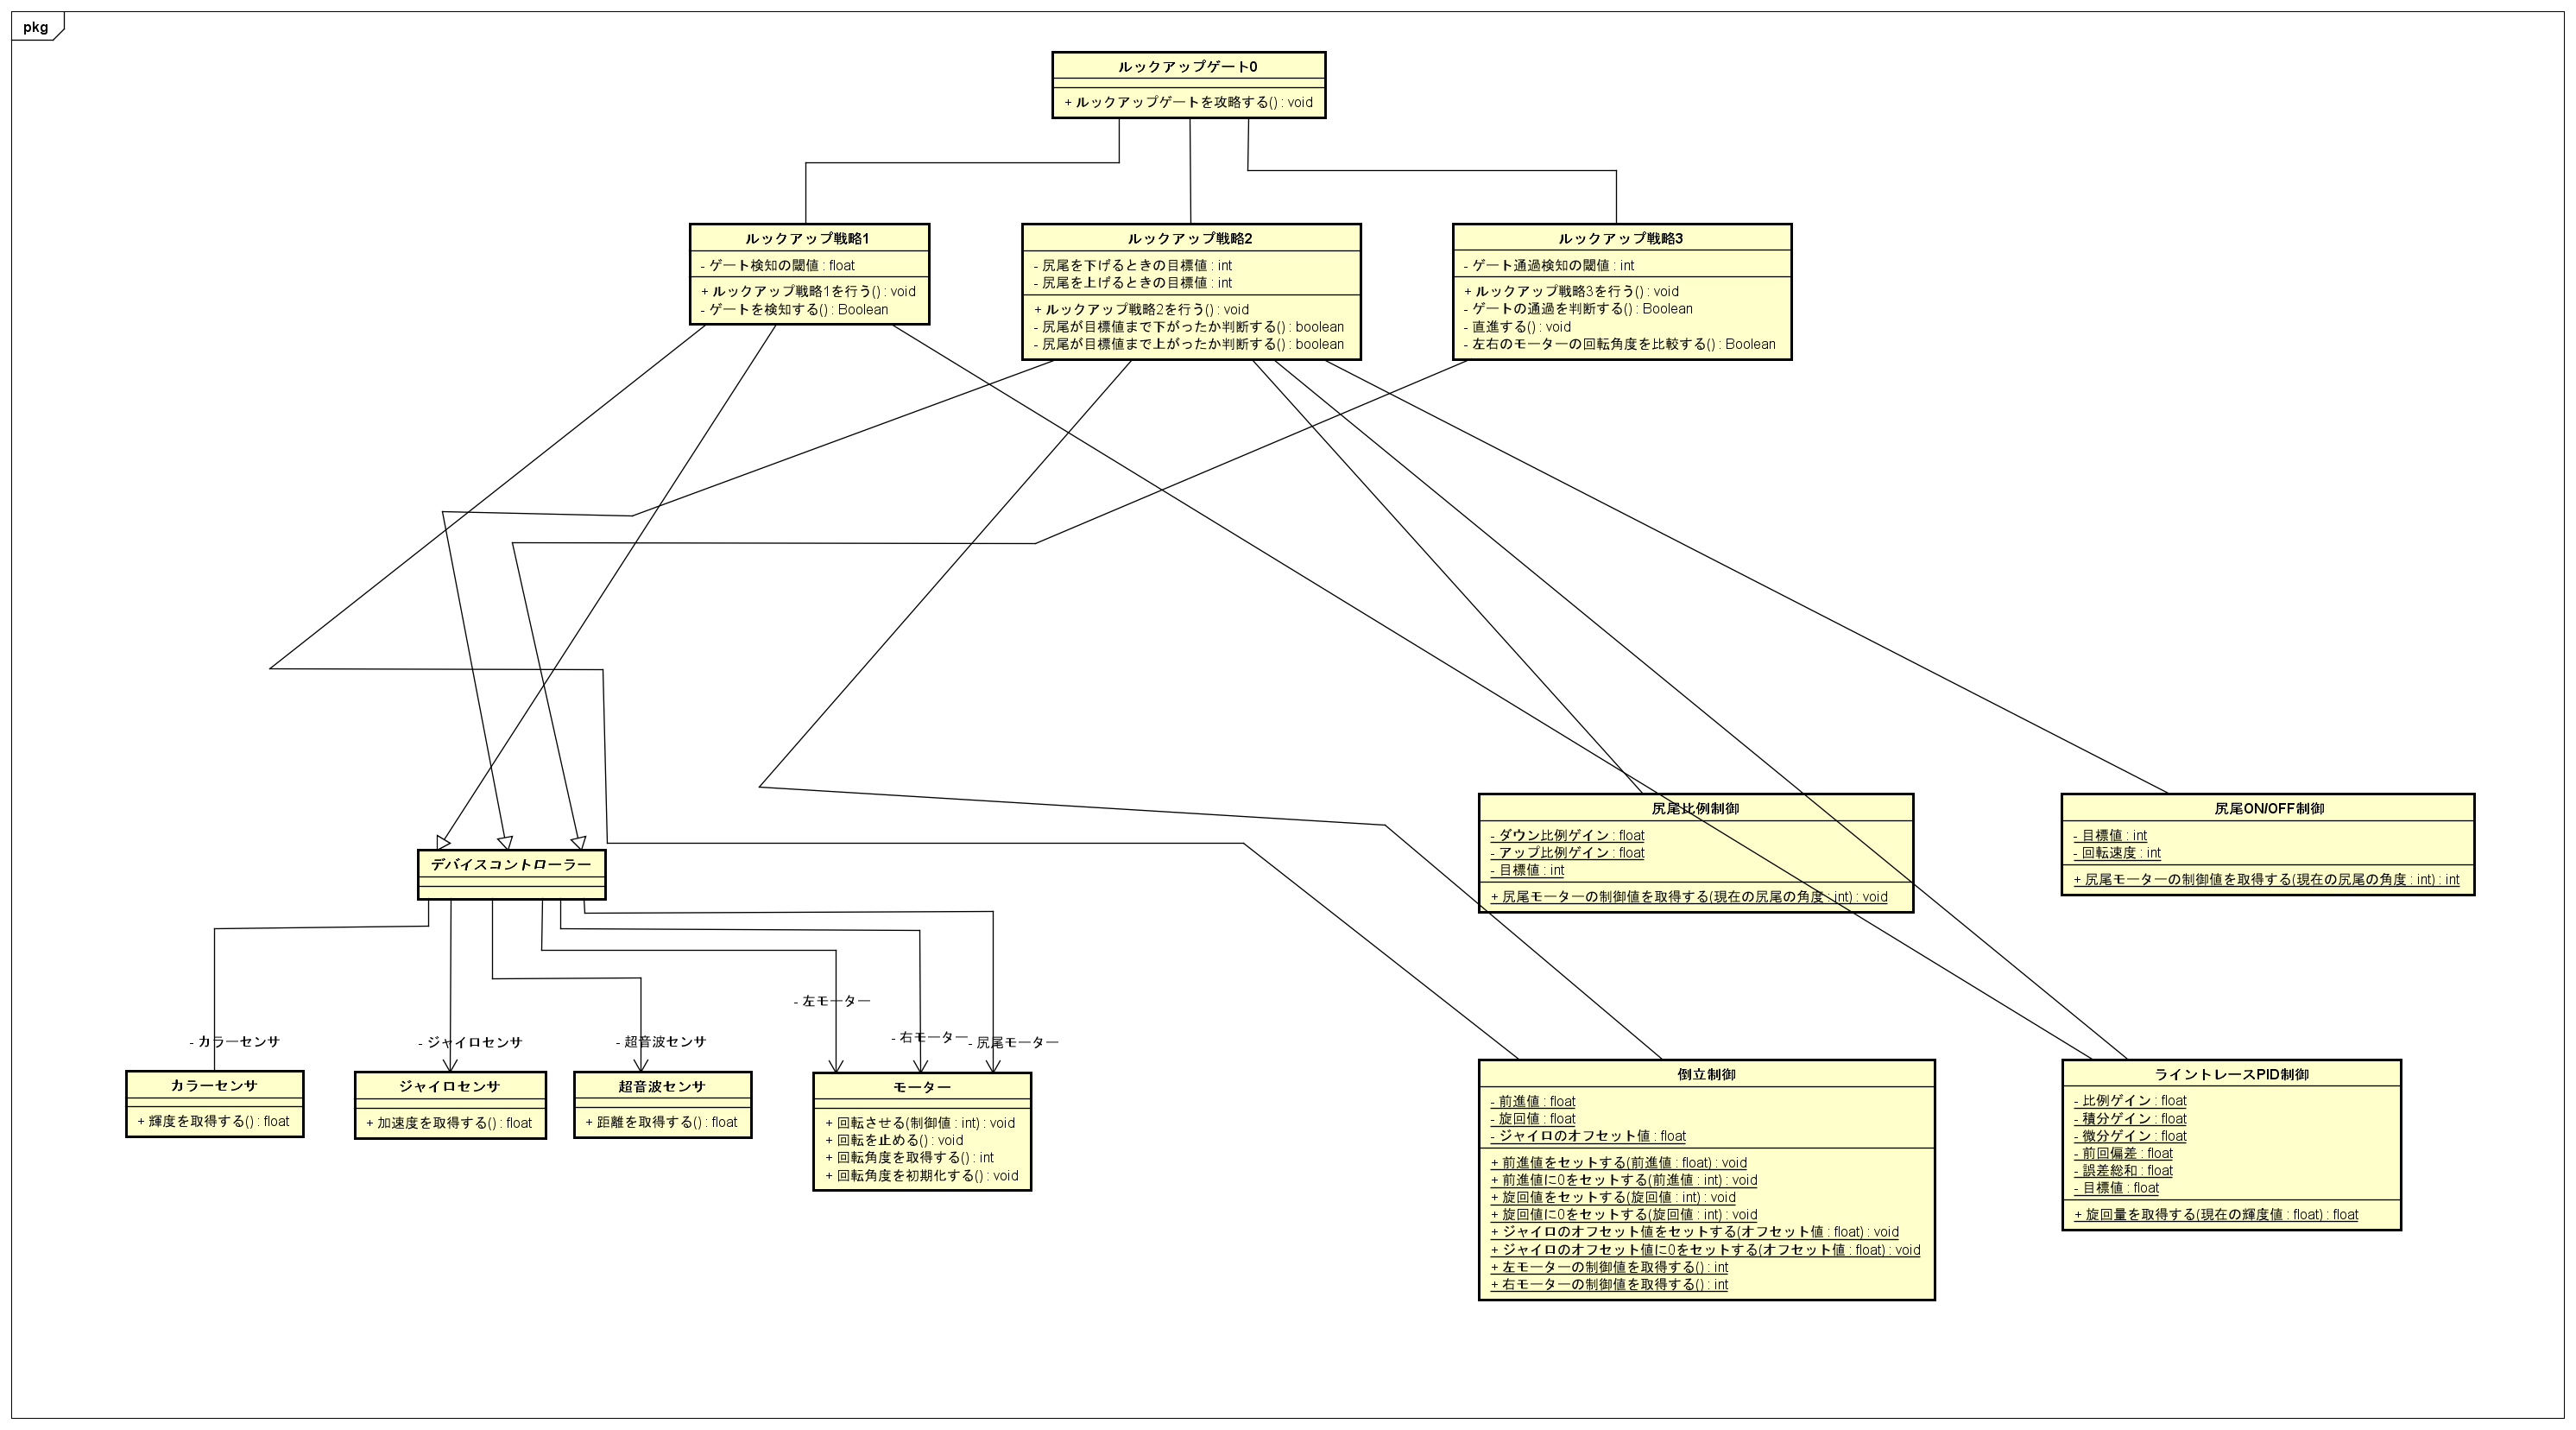 pkg
ルックアップゲート0
+ ルックアップゲートを攻略する() : void
ルックアップ戦略1
- ゲート検知の閾値 : float
+ ルックアップ戦略1を行う() : void
- ゲートを検知する() : Boolean
ルックアップ戦略2
- 尻尾を下げるときの目標値 : int
- 尻尾を上げるときの目標値 : int
+ ルックアップ戦略2を行う() : void
- 尻尾が目標値まで下がったか判断する() : boolean
- 尻尾が目標値まで上がったか判断する() : boolean
ルックアップ戦略3
- ゲート通過検知の閾値 : int
+ ルックアップ戦略3を行う() : void
- ゲートの通過を判断する() : Boolean
- 直進する() : void
- 左右のモーターの回転角度を比較する() : Boolean
尻尾比例制御
- ダウン比例ゲイン : float
- アップ比例ゲイン : float
- 目標値 : int
+ 尻尾モーターの制御値を取得する(現在の尻尾の角度 : int) : void
尻尾ON/OFF制御
- 目標値 : int
- 回転速度 : int
+ 尻尾モーターの制御値を取得する(現在の尻尾の角度 : int) : int
デバイスコントローラー
- カラーセンサ
- ジャイロセンサ
- 超音波センサ
- 左モーター
- 右モーター
- 尻尾モーター
カラーセンサ
+ 輝度を取得する() : float
ジャイロセンサ
+ 加速度を取得する() : float
超音波センサ
+ 距離を取得する() : float
モーター
+ 回転させる(制御値 : int) : void
+ 回転を止める() : void
+ 回転角度を取得する() : int
+ 回転角度を初期化する() : void
倒立制御
- 前進値 : float
- 旋回値 : float
- ジャイロのオフセット値 : float
+ 前進値をセットする(前進値 : float) : void
+ 前進値に0をセットする(前進値 : int) : void
+ 旋回値をセットする(旋回値 : int) : void
+ 旋回値に0をセットする(旋回値 : int) : void
+ ジャイロのオフセット値をセットする(オフセット値 : float) : void
+ ジャイロのオフセット値に0をセットする(オフセット値 : float) : void
+ 左モーターの制御値を取得する() : int
+ 右モーターの制御値を取得する() : int
ライントレースPID制御
- 比例ゲイン : float
- 積分ゲイン : float
- 微分ゲイン : float
- 前回偏差 : float
- 誤差総和 : float
- 目標値 : float
+ 旋回量を取得する(現在の輝度値 : float) : float